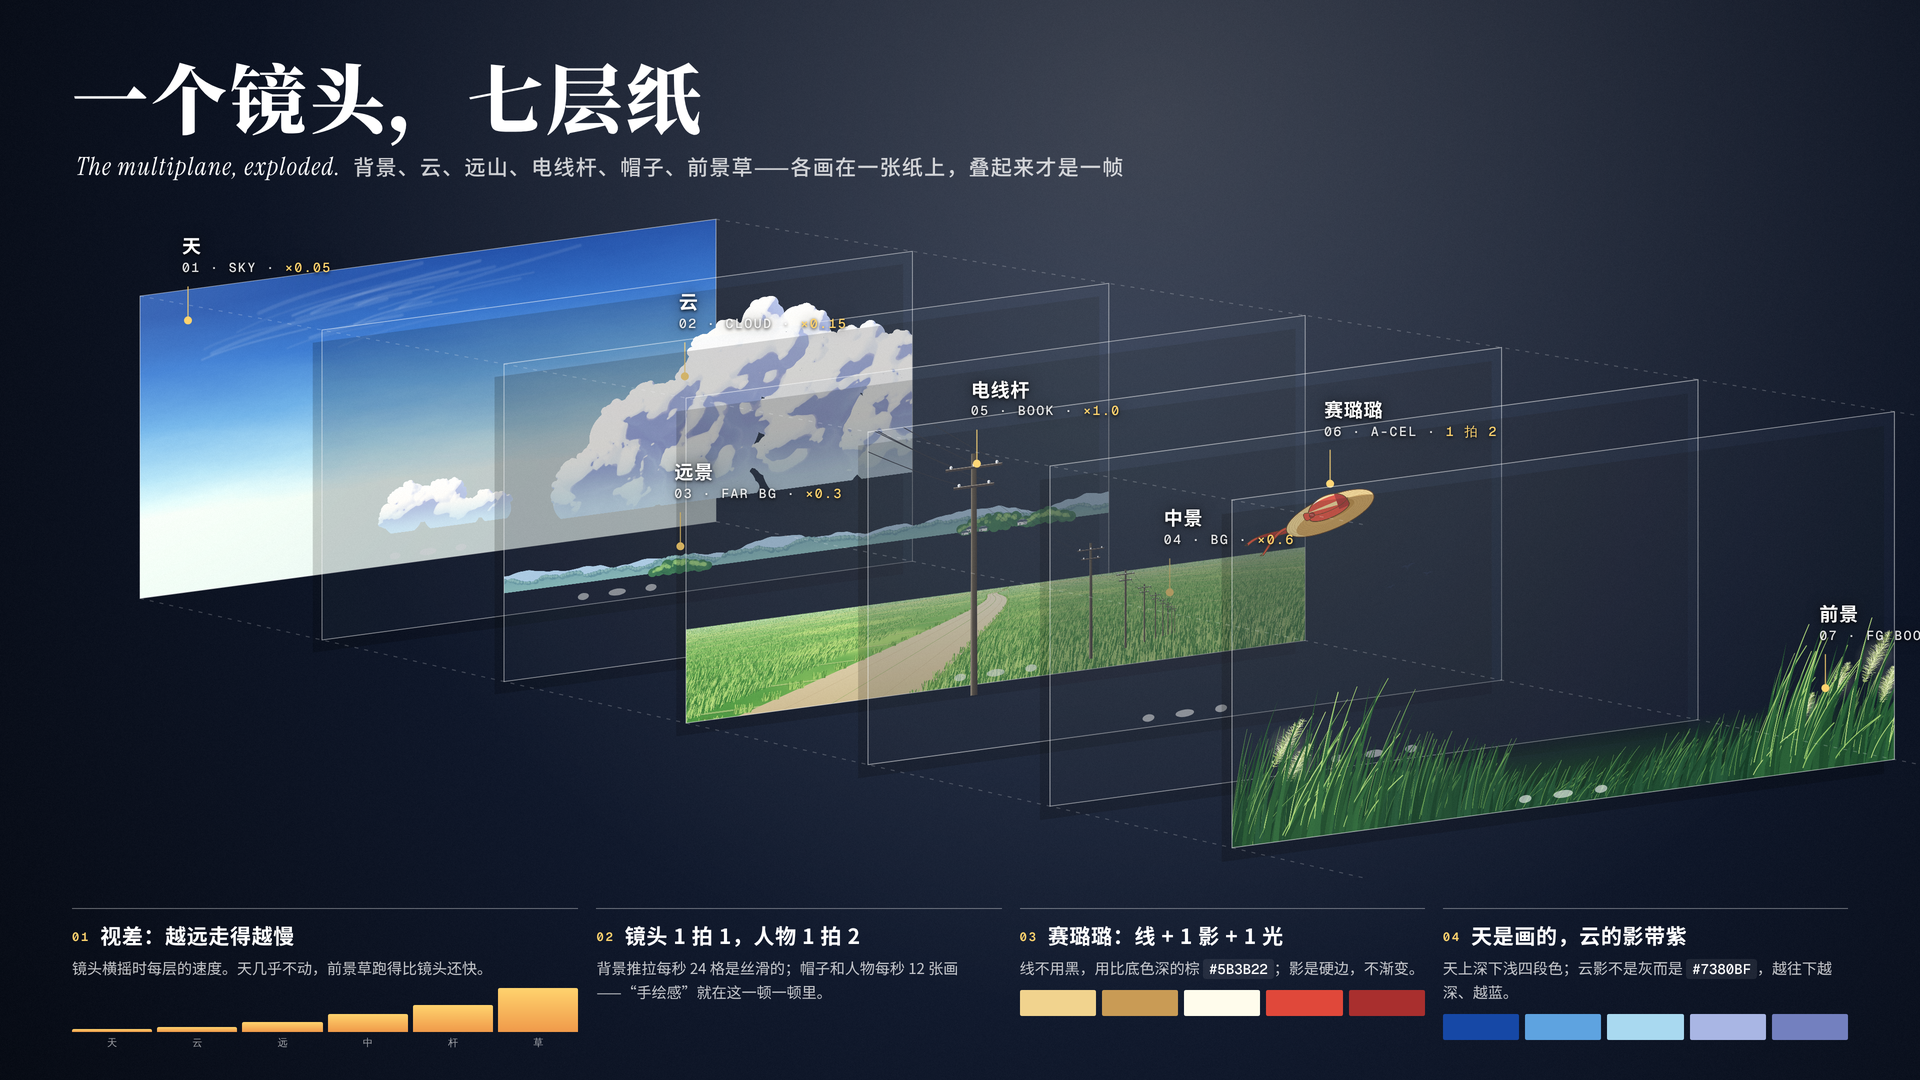 一个镜头，七层纸
The multiplane, exploded. 背景、云、远山、电线杆、帽子、前景草——各画在一张纸上，叠起来才是一帧
天
01 · SKY · ×0.05
云
02 · CLOUD · ×0.15
远景
03 · FAR BG · ×0.3
电线杆
05 · BOOK · ×1.0
中景
04 · BG · ×0.6
赛璐璐
06 · A-CEL · 1 拍 2
前景
07 · FG BOO
01 视差：越远走得越慢
镜头横摇时每层的速度。天几乎不动，前景草跑得比镜头还快。
天 云 远 中 杆 草
02 镜头 1 拍 1，人物 1 拍 2
背景推拉每秒 24 格是丝滑的；帽子和人物每秒 12 张画
——“手绘感”就在这一顿一顿里。
03 赛璐璐：线 + 1 影 + 1 光
线不用黑，用比底色深的棕 #5B3B22；影是硬边，不渐变。
04 天是画的，云的影带紫
天上深下浅四段色；云影不是灰而是 #7380BF，越往下越
深、越蓝。